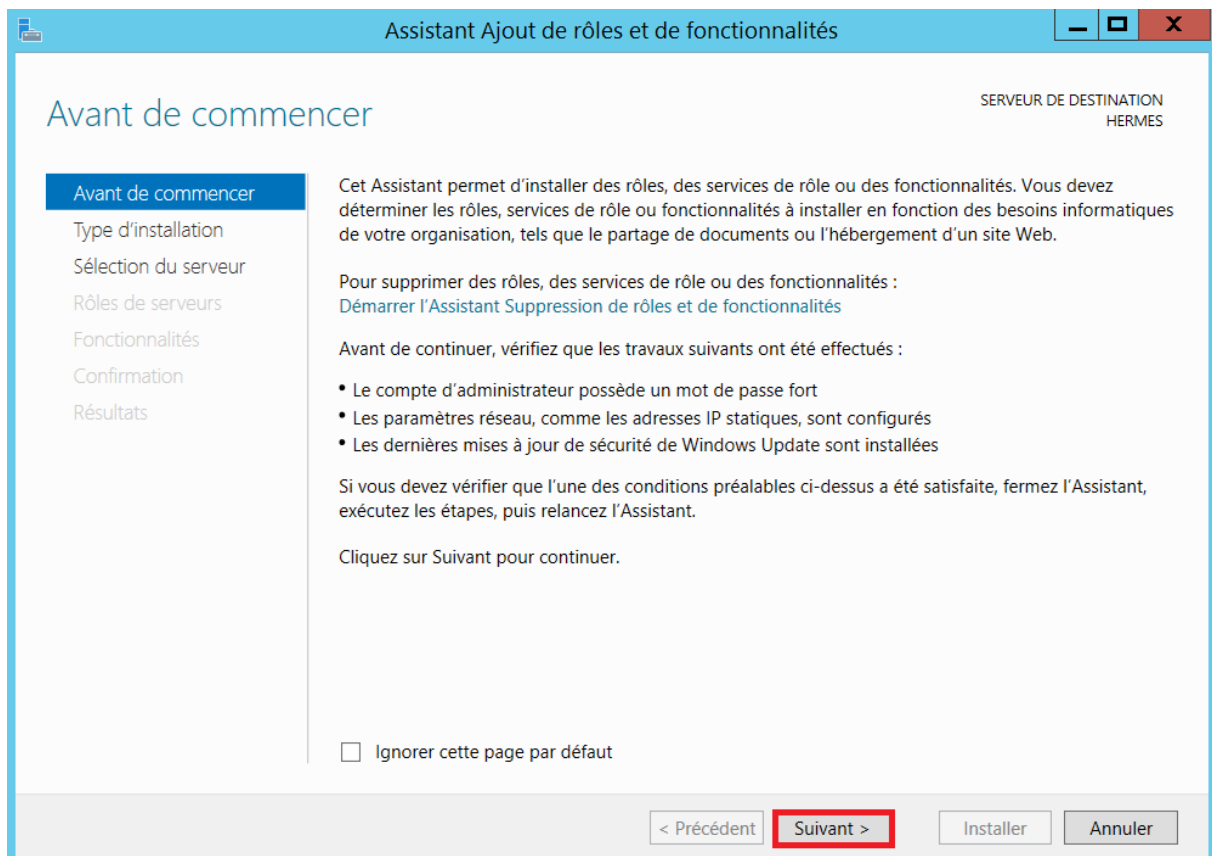 Assistant Ajout de rôles et de fonctionnalités
X
Avant de commencer
SERVEUR DE DESTINATION
HERMES
Avant de commencer
Type d'installation
Sélection du serveur
Rôles de serveurs
Fonctionnalités
Confirmation
Résultats
Cet Assistant permet d'installer des rôles, des services de rôle ou des fonctionnalités. Vous devez
déterminer les rôles, services de rôle ou fonctionnalités à installer en fonction des besoins informatiques
de votre organisation, tels que le partage de documents ou l'hébergement d'un site Web.
Pour supprimer des rôles, des services de rôle ou des fonctionnalités :
Démarrer l'Assistant Suppression de rôles et de fonctionnalités
Avant de continuer, vérifiez que les travaux suivants ont été effectués :
• Le compte d'administrateur possède un mot de passe fort
• Les paramètres réseau, comme les adresses IP statiques, sont configurés
• Les dernières mises à jour de sécurité de Windows Update sont installées
Si vous devez vérifier que l'une des conditions préalables ci-dessus a été satisfaite, fermez l'Assistant,
exécutez les étapes, puis relancez l'Assistant.
Cliquez sur Suivant pour continuer.
Ignorer cette page par défaut
< Précédent
Suivant >
Installer
Annuler